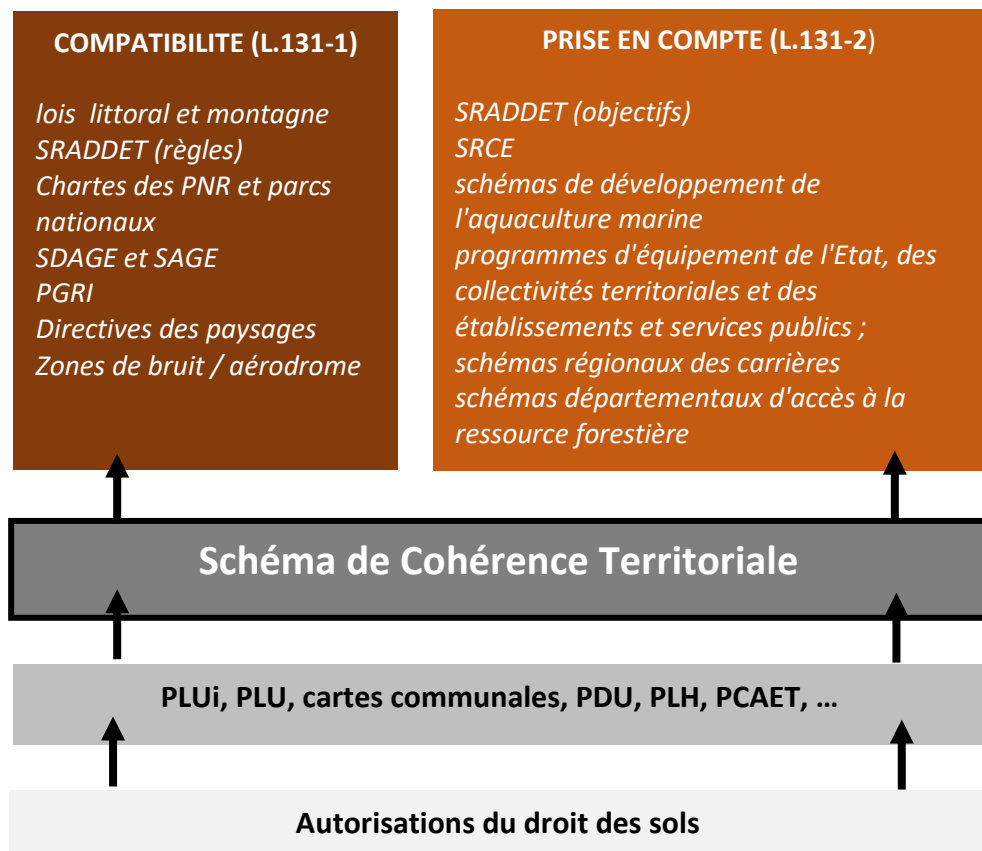 COMPATIBILITE (L.131-1)
lois littoral et montagne
SRADDET (règles)
Chartes des PNR et parcs
nationaux
SDAGE et SAGE
PGRI
Directives des paysages
Zones de bruit / aérodrome
PRISE EN COMPTE (L.131-2)
SRADDET (objectifs)
SRCE
schémas de développement de
l'aquaculture marine
programmes d'équipement de l'Etat, des
collectivités territoriales et des
établissements et services publics ;
schémas régionaux des carrières
schémas départementaux d'accès à la
ressource forestière
Schéma de Cohérence Territoriale
PLUi, PLU, cartes communales, PDU, PLH, PCAET, ...
Autorisations du droit des sols